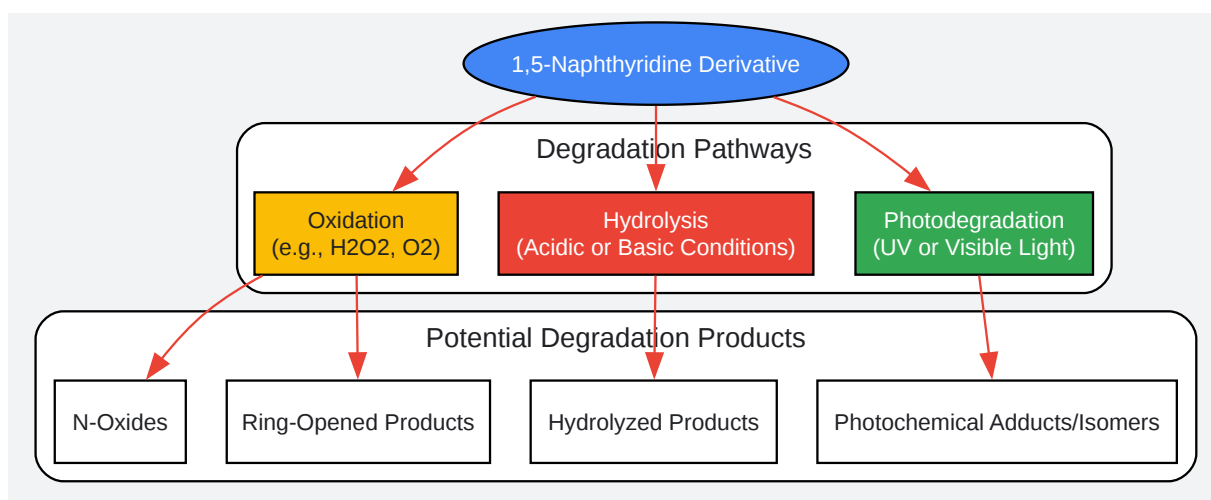 1,5-Naphthyridine Derivative
Degradation Pathways
Oxidation
(e.g., H2O2, O2)
Hydrolysis
(Acidic or Basic Conditions)
Photodegradation
(UV or Visible Light)
Potential Degradation Products
N-Oxides
Ring-Opened Products
Hydrolyzed Products
Photochemical Adducts/Isomers